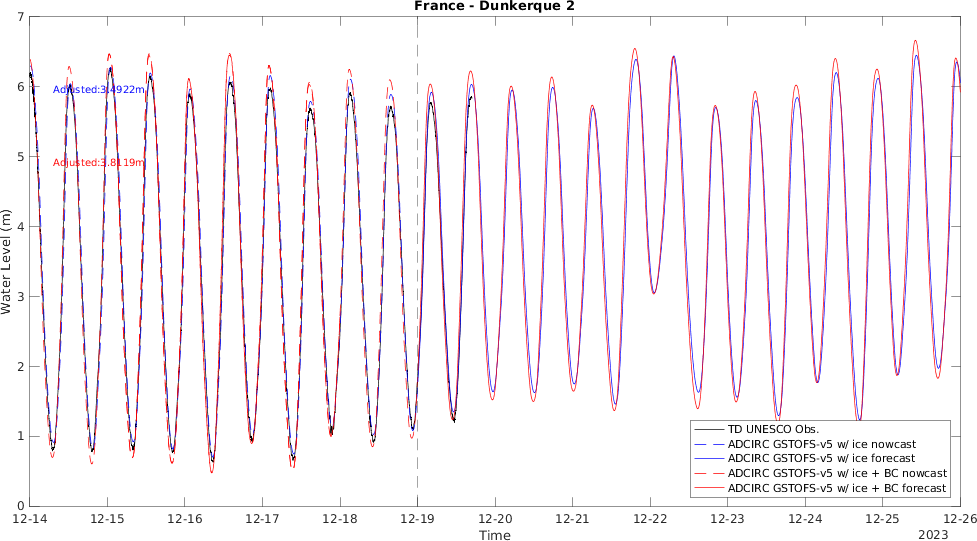 France - Dunkerque 2
7
6
5
4
3
2
1
0
Water Level (m)
Adjusted:3.4922m
Adjusted:3.8119m
TD UNESCO Obs.
ADCIRC GSTOFS-v5 w/ ice nowcast
ADCIRC GSTOFS-v5 w/ ice forecast
ADCIRC GSTOFS-v5 w/ ice + BC nowcast
ADCIRC GSTOFS-v5 w/ ice + BC forecast
12-14 12-15 12-16 12-17 12-18 12-19 12-20 12-21 12-22 12-23 12-24 12-25 12-26
Time
2023